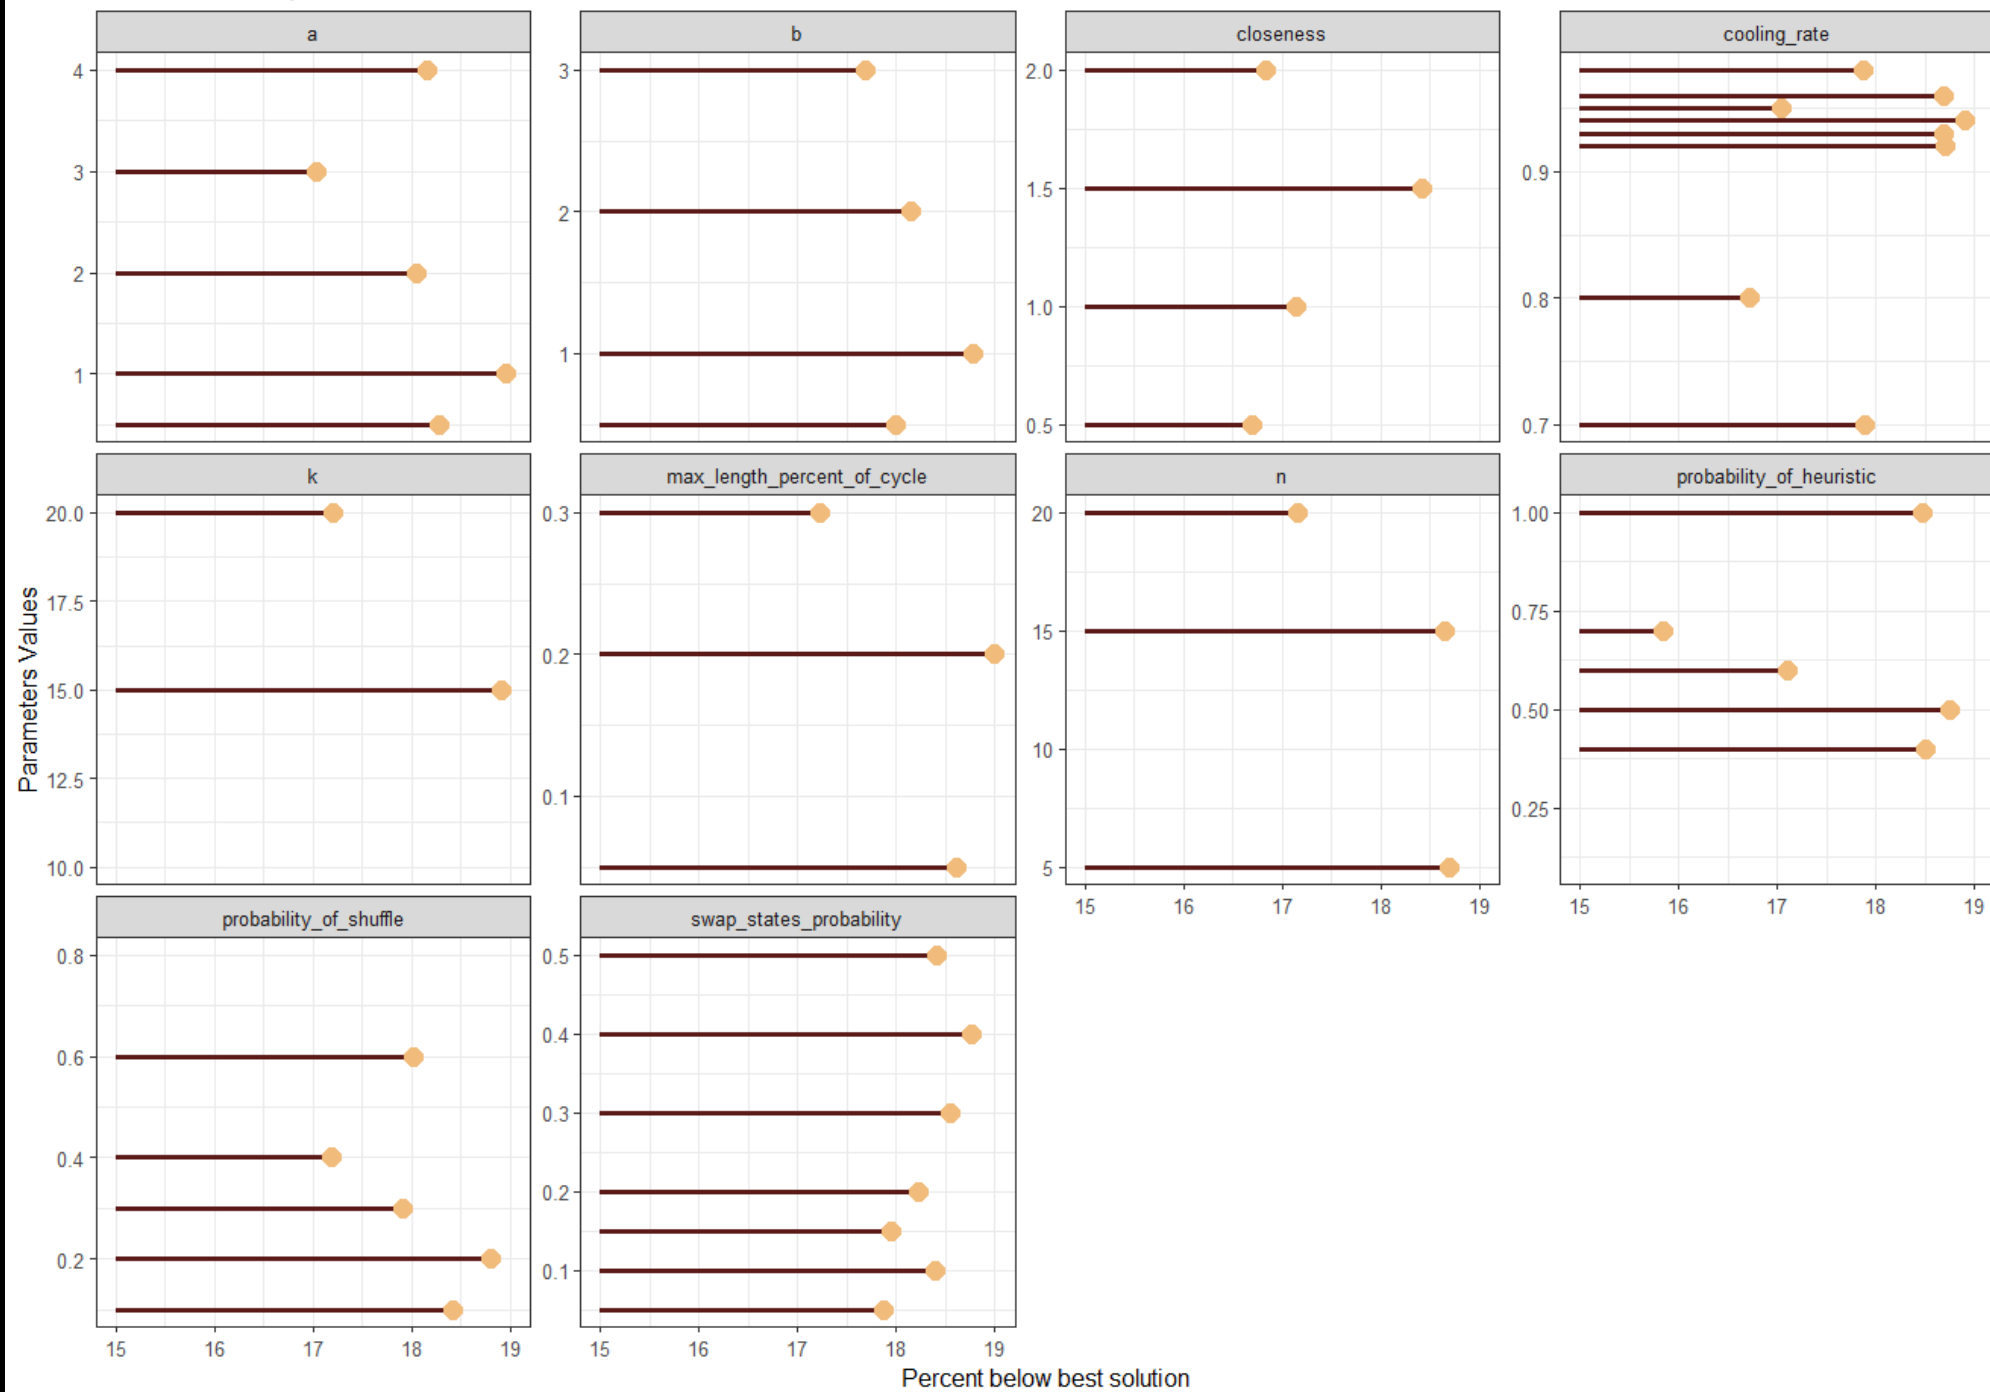 a
b
closeness
cooling_rate
4
3
2
1
3
2
1
2.0
1.5
1.0
0.5
0.9
0.8
0.7
k
max_length_percent_of_cycle
n
probability_of_heuristic
20.0
17.5
15.0
12.5
10.0
0.3
0.2
0.1
20
15
10
5
1.00
0.75
0.50
0.25
15 16 17 18 19
15 16 17 18 19
probability_of_shuffle
swap_states_probability
0.8
0.6
0.4
0.2
0.5
0.4
0.3
0.2
0.1
15 16 17 18 19
15 16 17 18 19
Parameters Values
Percent below best solution